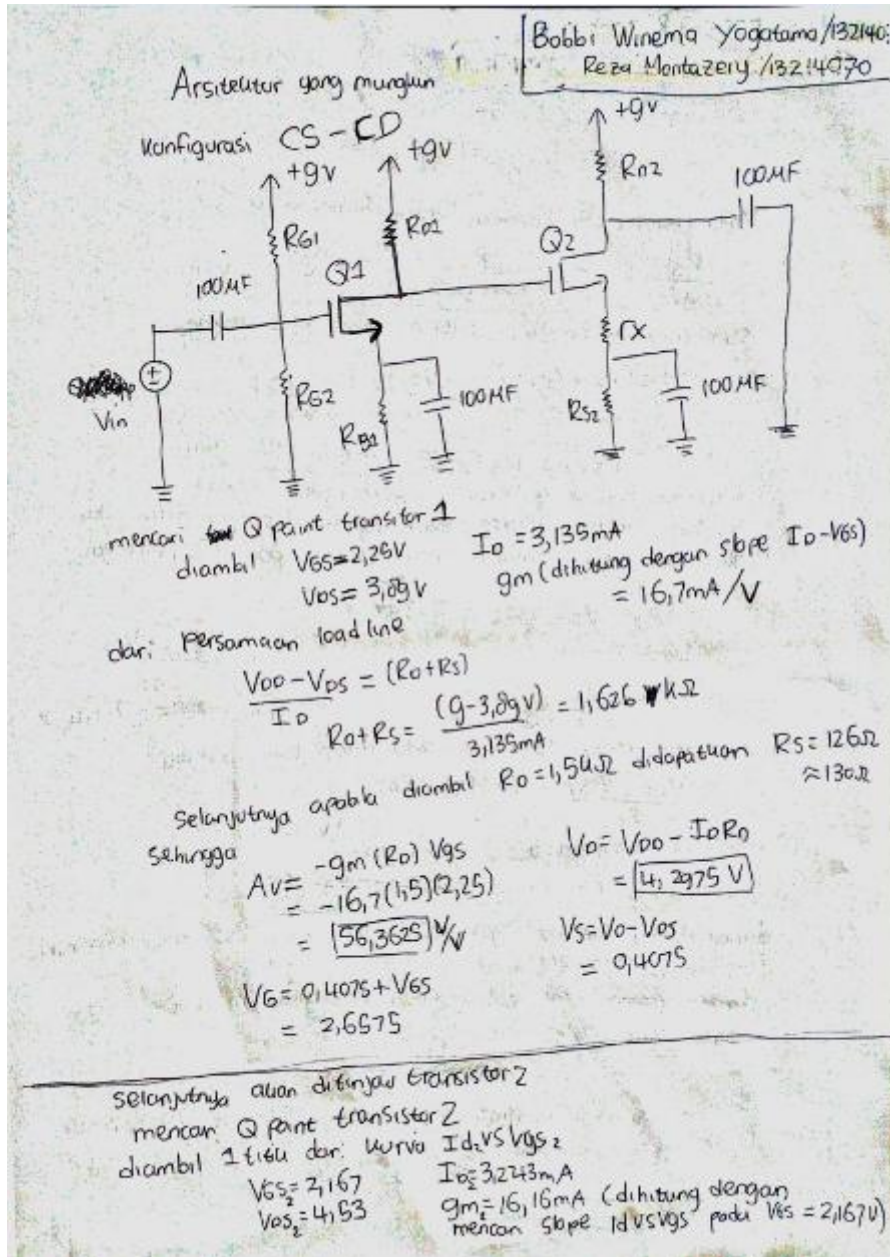 Bobbi Winema Yogatama/1321403
Reza Montazery/13214070
Arsitektur yang mungkin
Konfigurasi CS-CD
+9V
+9V
+9V
RG1
RD1
RD2
100MF
100MF
Q1
Q2
rx
Vin
RG2
RS1
100MF
RS2
100MF
mencari Q point transitor 1
diambil VGS=2,25V ID=3,135mA
VDS=3,89V gm (dihitung dengan slope ID-VGS)
= 16,7mA/V
dari Persamaan load line
VDD-VDS/ID = (RD+RS)
RD+RS= (9-3,89V)/3,135mA = 1,626 kΩ
Selanjutnya apabila diambil RD=1,5kΩ didapatkan RS=126Ω
≈130Ω
Sehingga
AV= -gm (RD) VGS VD= VDD-IDRD
= -16,7(1,5)(2,25) = 4,2975 V
= 56,3625 V/V VS=VD-VDS
= 0,4075
VG=0,4075+VGS
= 2,6575
Selanjutnya akan ditinjau transistor 2
mencari Q point transistor 2
diambil 1 titik dari kurva Id2 vs Vgs2
VGS2=2,167 ID2=3,2243mA
VDS2=4,53 gm2=16,16mA (dihitung dengan
mencari slope Id vs vgs pada VGS = 2,167V)